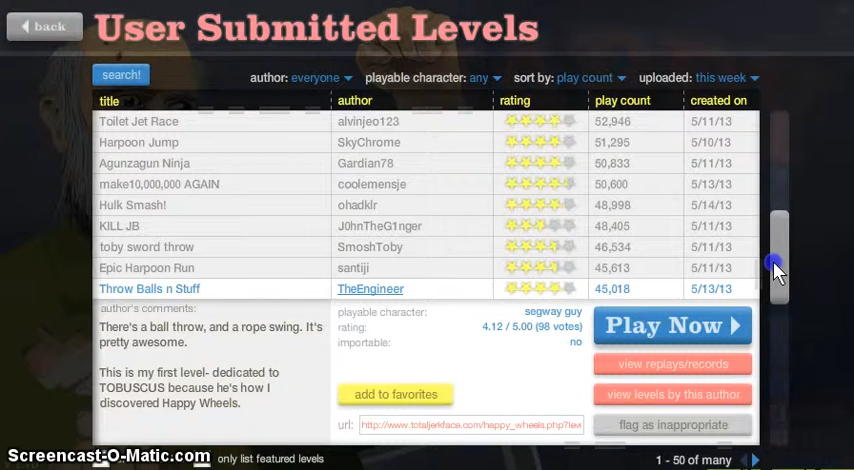 back User Submitted Levels
search! author: everyone playable character: any sort by: play count uploaded: this week
title author rating play count created on
Toilet Jet Race alvinjeo123 52,946 5/11/13
Harpoon Jump SkyChrome 51,295 5/10/13
Agunzagun Ninja Gardian78 50,833 5/11/13
make10,000,000 AGAIN coolemensje 50,600 5/13/13
Hulk Smash! ohadklr 48,998 5/14/13
KILL JB J0hnTheG1nger 48,405 5/11/13
toby sword throw SmoshToby 46,534 5/11/13
Epic Harpoon Run santiji 45,613 5/11/13
Throw Balls n Stuff TheEngineer 45,018 5/13/13
author's comments:
There's a ball throw, and a rope swing. It's
pretty awesome.
This is my first level- dedicated to
TOBUSCUS because he's how I
discovered Happy Wheels.
playable character: segway guy
rating: 4.12 / 5.00 (98 votes)
importable: no
add to favorites
url: http://www.totaljerkface.com/happy_wheels.php?lev
Play Now
view replays/records
view levels by this author
flag as inappropriate
Screencast-O-Matic.com
only list featured levels 1 - 50 of many